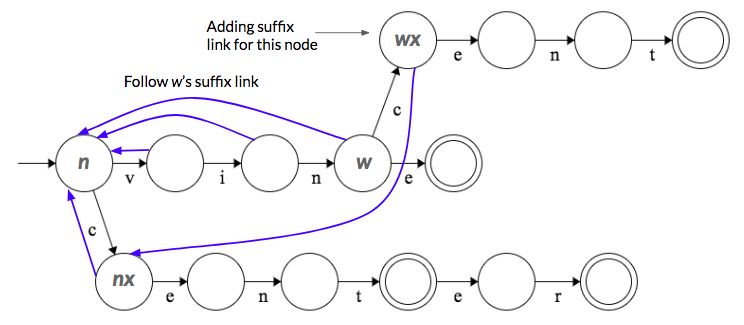 Adding suffix
link for this node
wx
e
n
t
Follow w's suffix link
c
n
v
i
n
w
e
c
nx
e
n
t
e
r